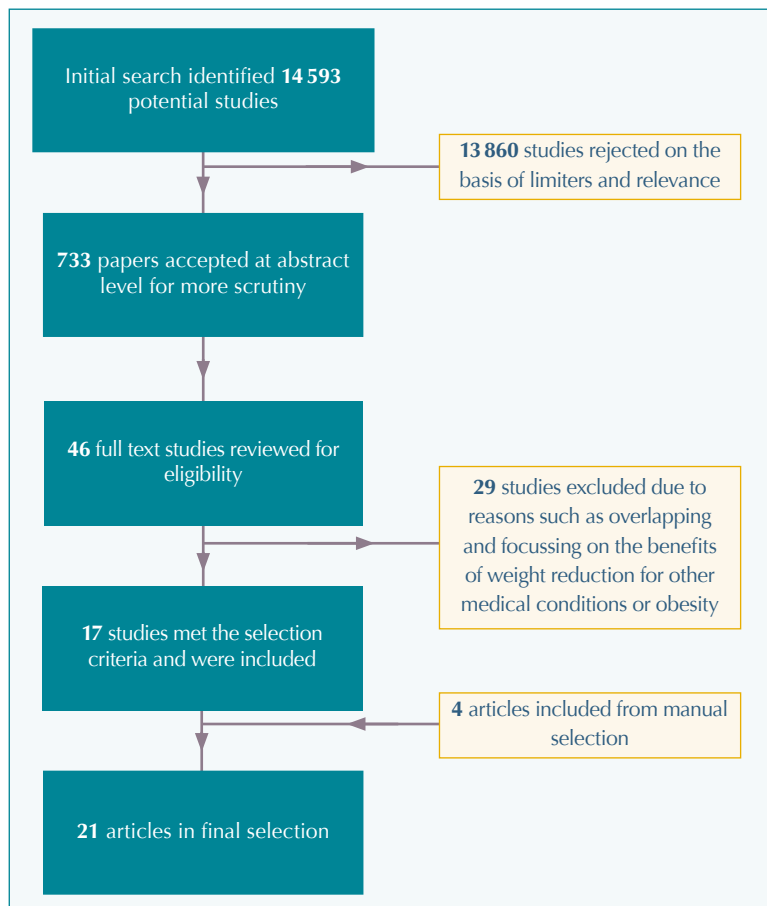 Initial search identified 14 593
potential studies
13 860 studies rejected on the
basis of limiters and relevance
733 papers accepted at abstract
level for more scrutiny
46 full text studies reviewed for
eligibility
29 studies excluded due to
reasons such as overlapping
and focussing on the benefits
of weight reduction for other
medical conditions or obesity
17 studies met the selection
criteria and were included
4 articles included from manual
selection
21 articles in final selection